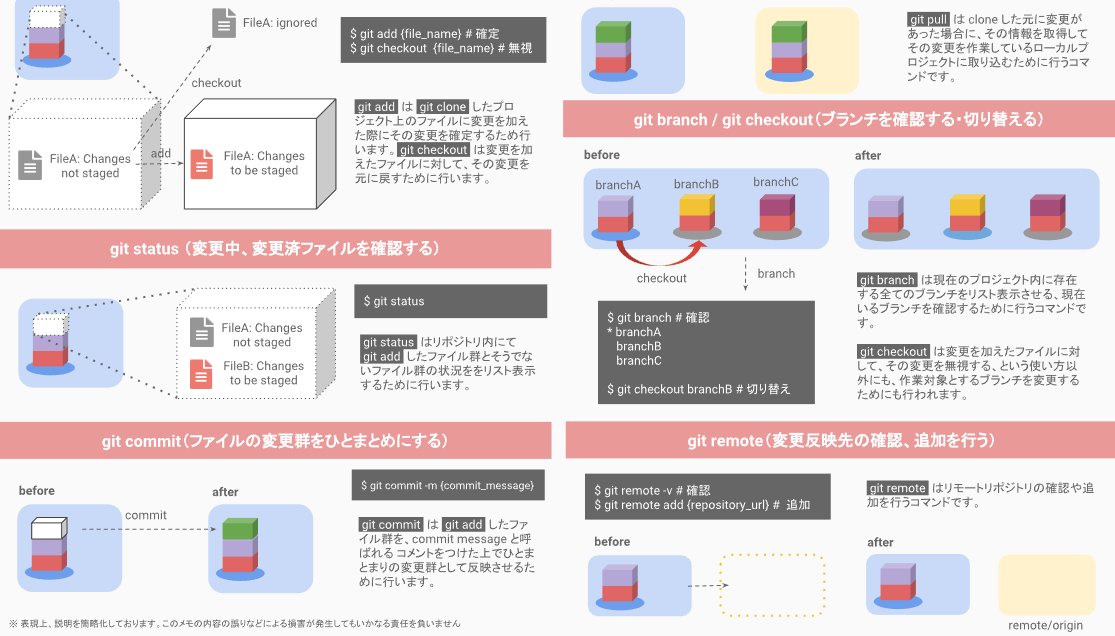 FileA: ignored
checkout
FileA: Changes
not staged
add
FileA: Changes
to be staged
$ git add {file_name} # 確定
$ git checkout {file_name} # 無視
git add は git clone したプロ
ジェクト上のファイルに変更を加え
た際にその変更を確定するため行
います。git checkout は変更を加
えたファイルに対して、その変更を
元に戻すために行います。
git status （変更中、変更済ファイルを確認する）
FileA: Changes
not staged
FileB: Changes
to be staged
$ git status
git status はリポジトリ内にて
git add したファイル群とそうでな
いファイル群の状況ををリスト表示
するために行います。
git commit（ファイルの変更群をひとまとめにする）
before
after
commit
$ git commit -m {commit_message}
git commit は git add したファ
イル群を、commit message と呼
ばれる コメントをつけた上でひとま
とまりの変更群として反映させるた
めに行います。
※ 表現上、説明を簡略化しております。このメモの内容の誤りなどによる損害が発生してもいかなる責任を負いません
git pull は clone した元に変更が
あった場合に、その情報を取得して
その変更を作業しているローカルプ
ロジェクトに取り込むために行うコマ
ンドです。
git branch / git checkout（ブランチを確認する・切り替える）
before
after
branchA
branchB
branchC
checkout
branch
$ git branch # 確認
* branchA
branchB
branchC
$ git checkout branchB # 切り替え
git branch は現在のプロジェクト内に存在
する全てのブランチをリスト表示させる、現在
いるブランチを確認するために行うコマンドで
す。
git checkout は変更を加えたファイルに対
して、その変更を無視する、という使い方以
外にも、作業対象とするブランチを変更する
ためにも行われます。
git remote（変更反映先の確認、追加を行う）
$ git remote -v # 確認
$ git remote add {repository_url} # 追加
git remote はリモートリポジトリの確認や追
加を行うコマンドです。
before
after
remote/origin